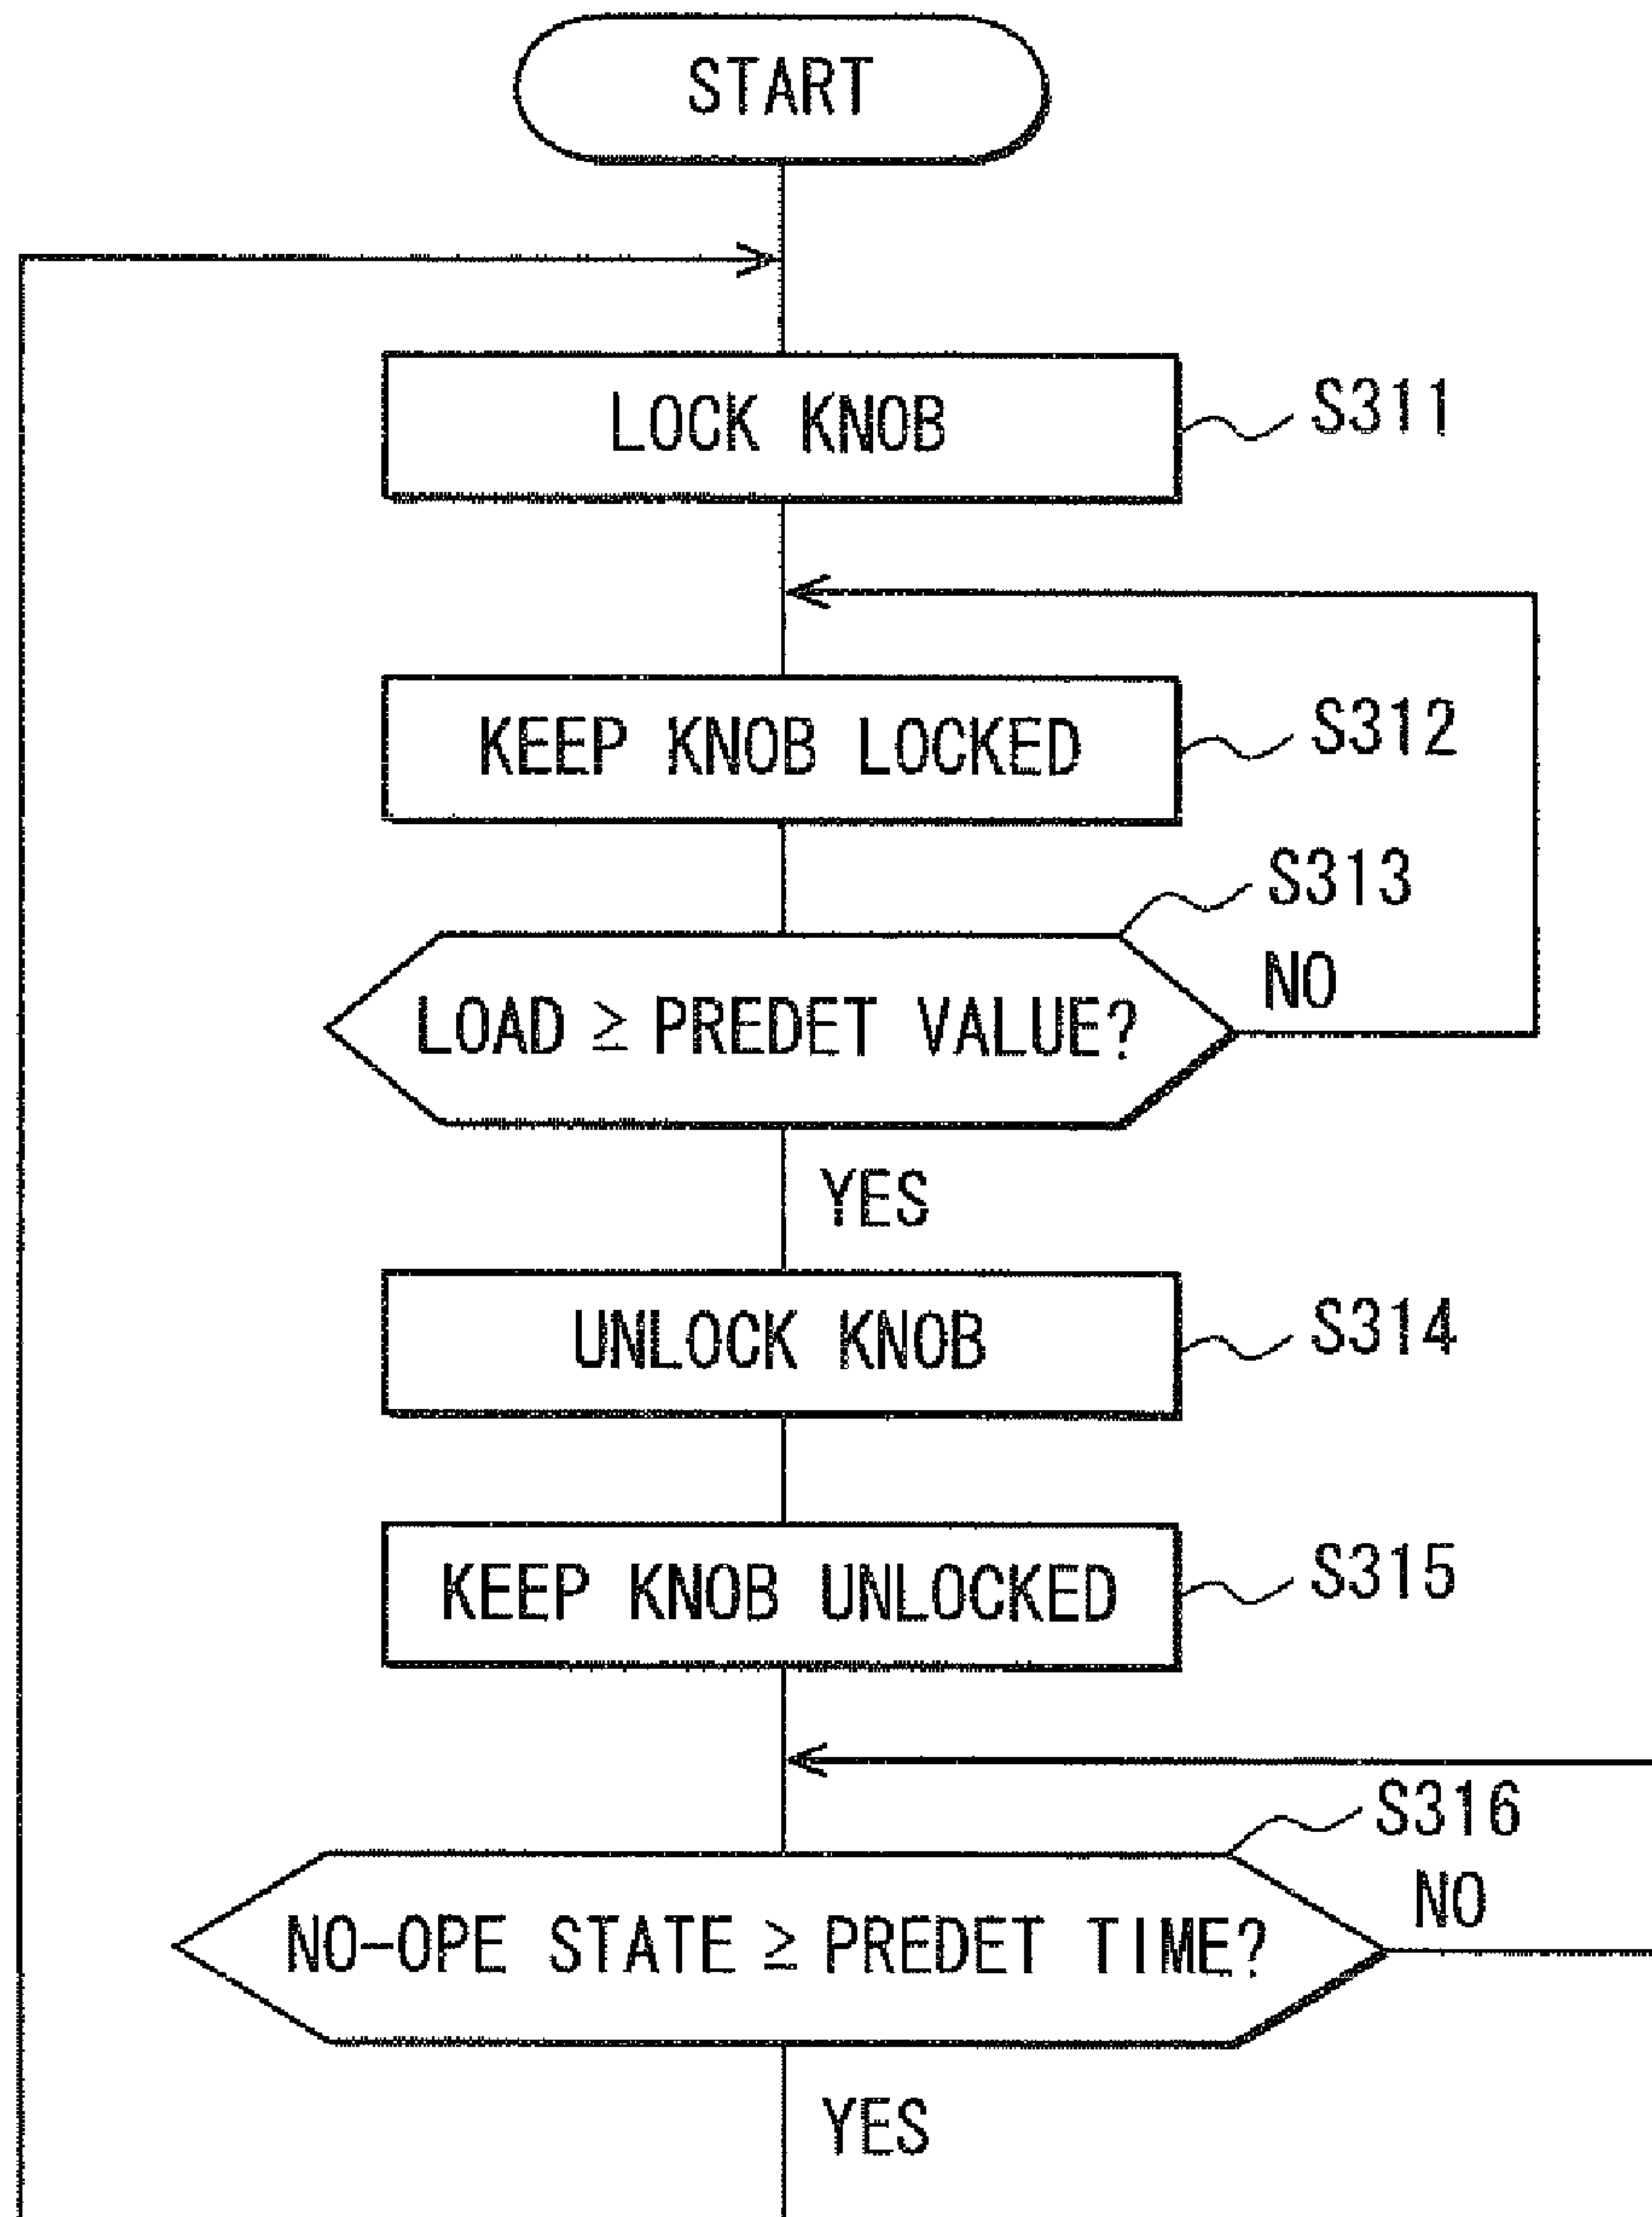 START
LOCK KNOB
S311
KEEP KNOB LOCKED
S312
S313
LOAD ≥ PREDET VALUE?
NO
YES
UNLOCK KNOB
S314
KEEP KNOB UNLOCKED
S315
S316
NO-OPE STATE ≥ PREDET TIME?
NO
YES